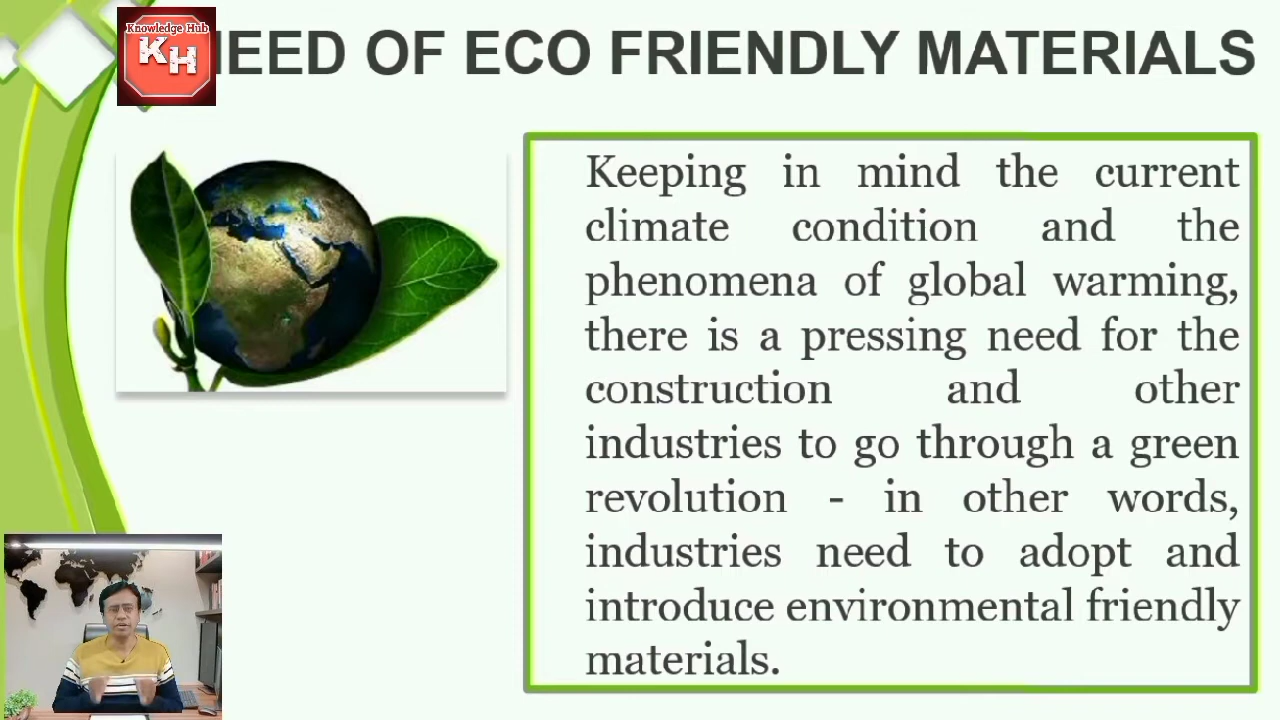 Knowledge Hub
KH
EED OF ECO FRIENDLY MATERIALS
Keeping in mind the current
climate condition and the
phenomena of global warming,
there is a pressing need for the
construction and other
industries to go through a green
revolution - in other words,
industries need to adopt and
introduce environmental friendly
materials.